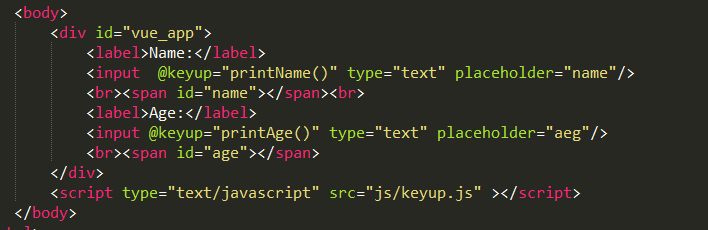 <body>
<div id="vue_app">
<label>Name:</label>
<input  @keyup="printName()" type="text" placeholder="name"/>
<br><span id="name"></span><br>
<label>Age:</label>
<input @keyup="printAge()" type="text" placeholder="aeg"/>
<br><span id="age"></span>
</div>
<script type="text/javascript" src="js/keyup.js" ></script>
</body>